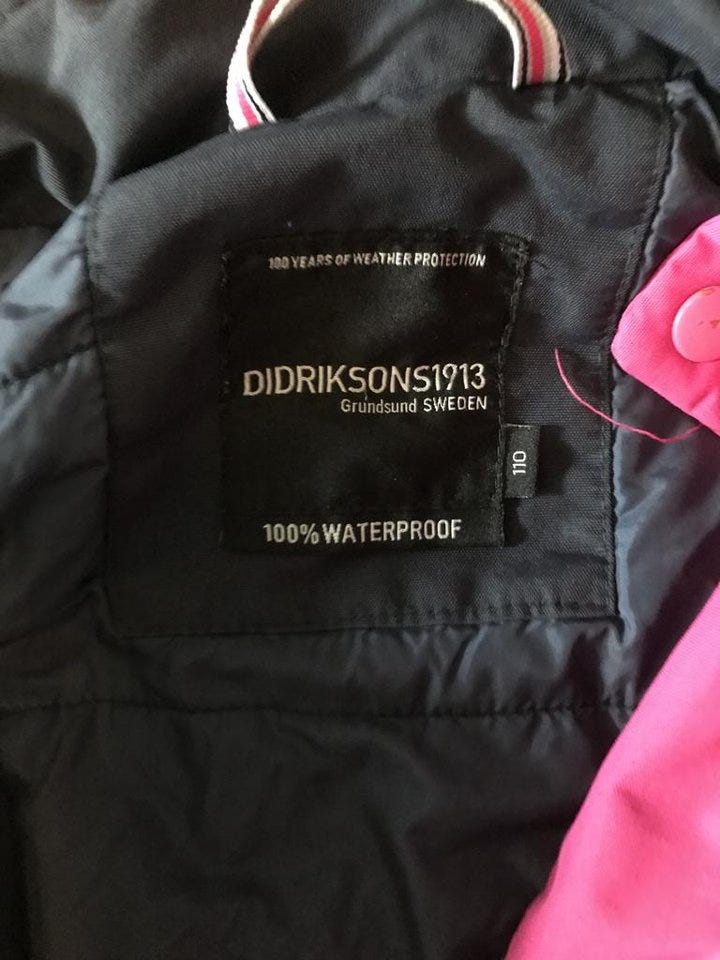 100 YEARS OF WEATHER PROTECTION
DIDRIKSONS1913
Grundsund SWEDEN
110
100% WATERPROOF